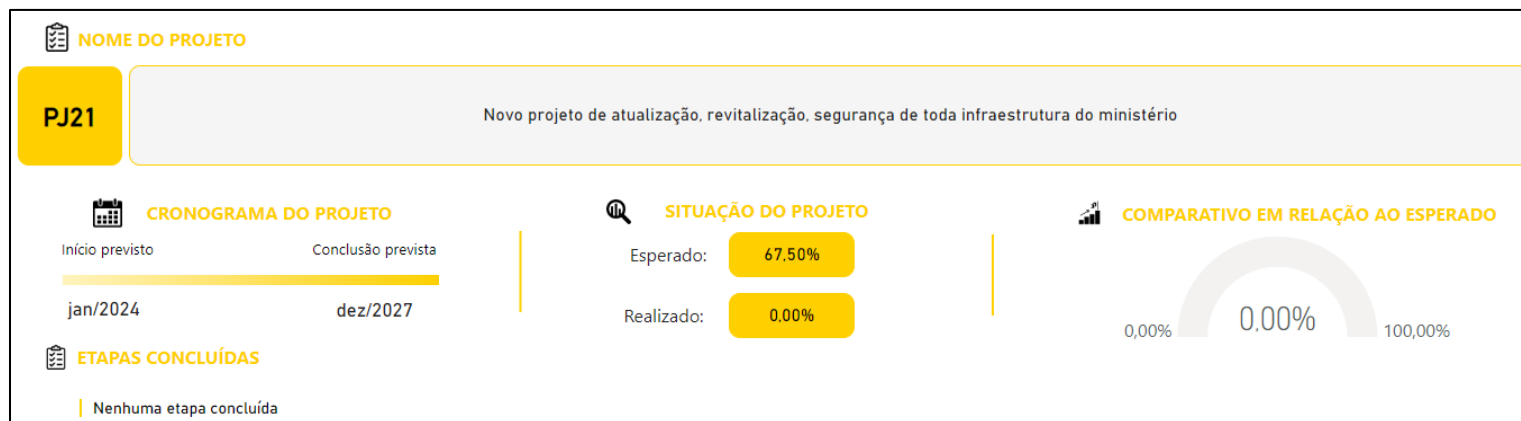 NOME DO PROJETO
PJ21
Novo projeto de atualização, revitalização, segurança de toda infraestrutura do ministério
CRONOGRAMA DO PROJETO
Início previsto
Conclusão prevista
jan/2024
dez/2027
SITUAÇÃO DO PROJETO
Esperado:
67,50%
Realizado:
0,00%
COMPARATIVO EM RELAÇÃO AO ESPERADO
0,00%
0,00%
100,00%
ETAPAS CONCLUÍDAS
Nenhuma etapa concluída